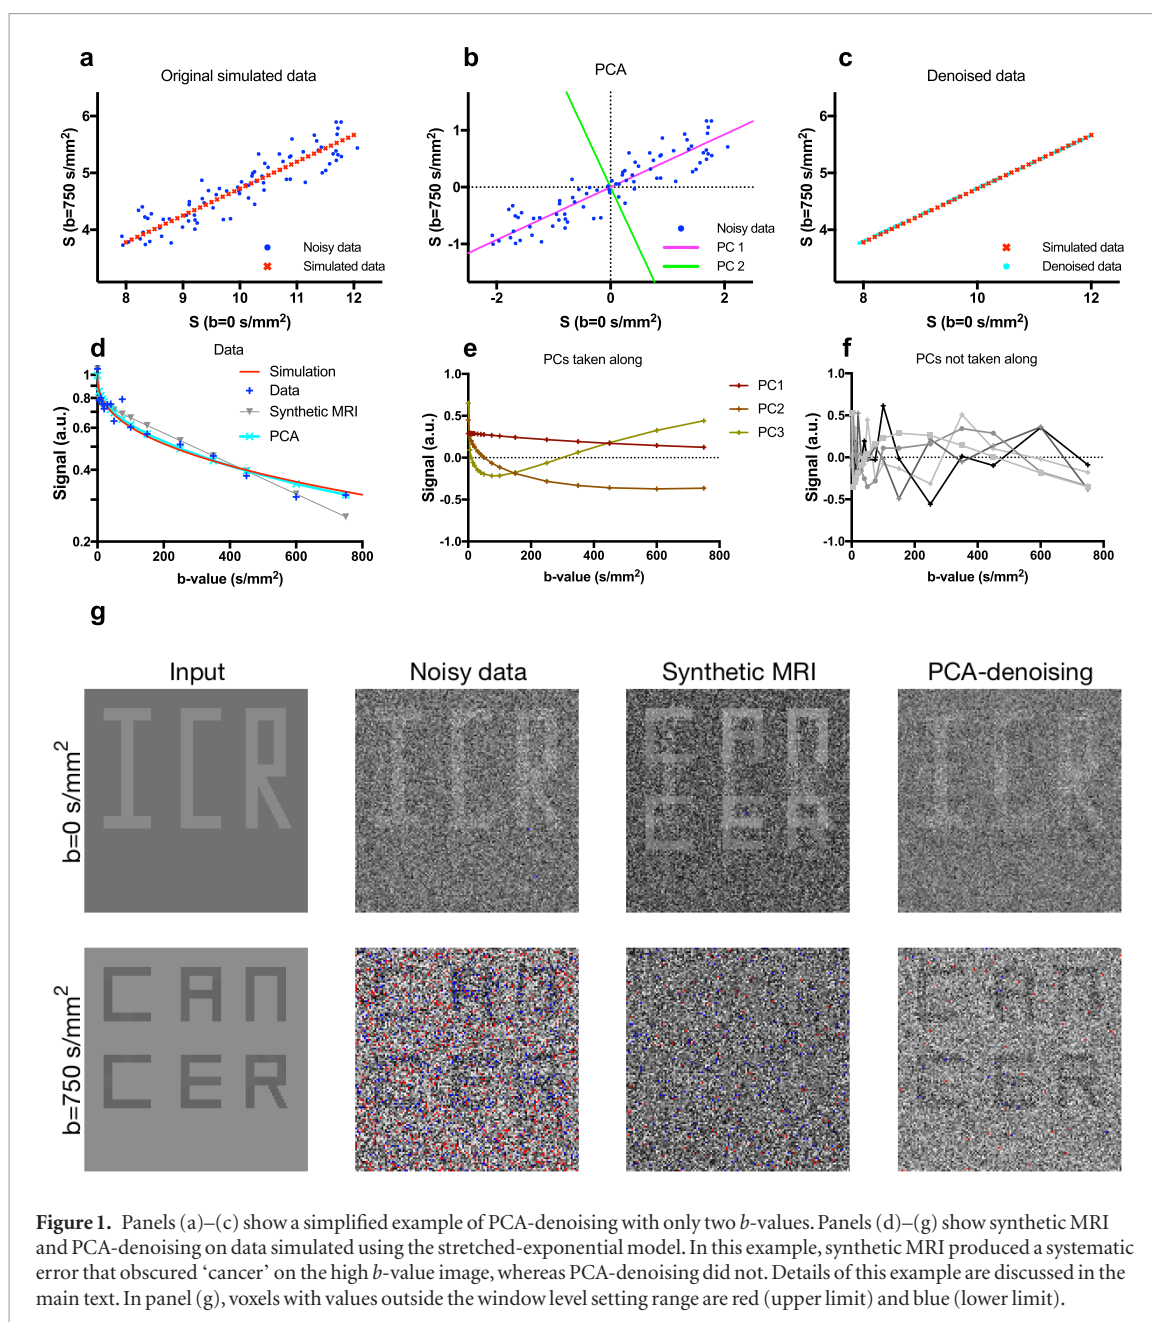 a
Original simulated data
S (b=750 s/mm²)
6
5
4
Noisy data
Simulated data
8
9
10
11
12
S (b=0 s/mm²)
b
PCA
S (b=750 s/mm²)
1
0
-1
Noisy data
PC 1
PC 2
-2
0
2
S (b=0 s/mm²)
c
Denoised data
S (b=750 s/mm²)
6
5
4
Simulated data
Denoised data
8
10
12
S (b=0 s/mm²)
d
Data
Signal (a.u.)
1
0.8
0.6
0.4
0.2
Simulation
Data
Synthetic MRI
PCA
0
200
400
600
800
b-value (s/mm²)
e
PCs taken along
Signal (a.u.)
1.0
0.5
0.0
-0.5
-1.0
PC1
PC2
PC3
0
200
400
600
800
b-value (s/mm²)
f
PCs not taken along
Signal (a.u.)
1.0
0.5
0.0
-0.5
-1.0
0
200
400
600
800
b-value (s/mm²)
g
Input
Noisy data
Synthetic MRI
PCA-denoising
b=0 s/mm²
ICR
ICR
CAN
CER
ICR
b=750 s/mm²
CAN
CER
CAN
CER
Figure 1. Panels (a)–(c) show a simplified example of PCA-denoising with only two b-values. Panels (d)–(g) show synthetic MRI
and PCA-denoising on data simulated using the stretched-exponential model. In this example, synthetic MRI produced a systematic
error that obscured ‘cancer’ on the high b-value image, whereas PCA-denoising did not. Details of this example are discussed in the
main text. In panel (g), voxels with values outside the window level setting range are red (upper limit) and blue (lower limit).